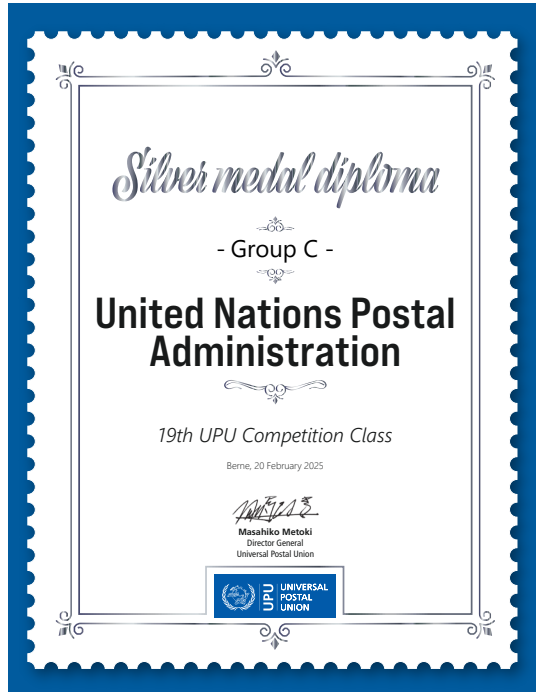 Silver medal diploma
- Group C -
United Nations Postal
Administration
19th UPU Competition Class
Berne, 20 February 2025
Masahiko Metoki
Director General
Universal Postal Union
UPU
UNIVERSAL
POSTAL
UNION